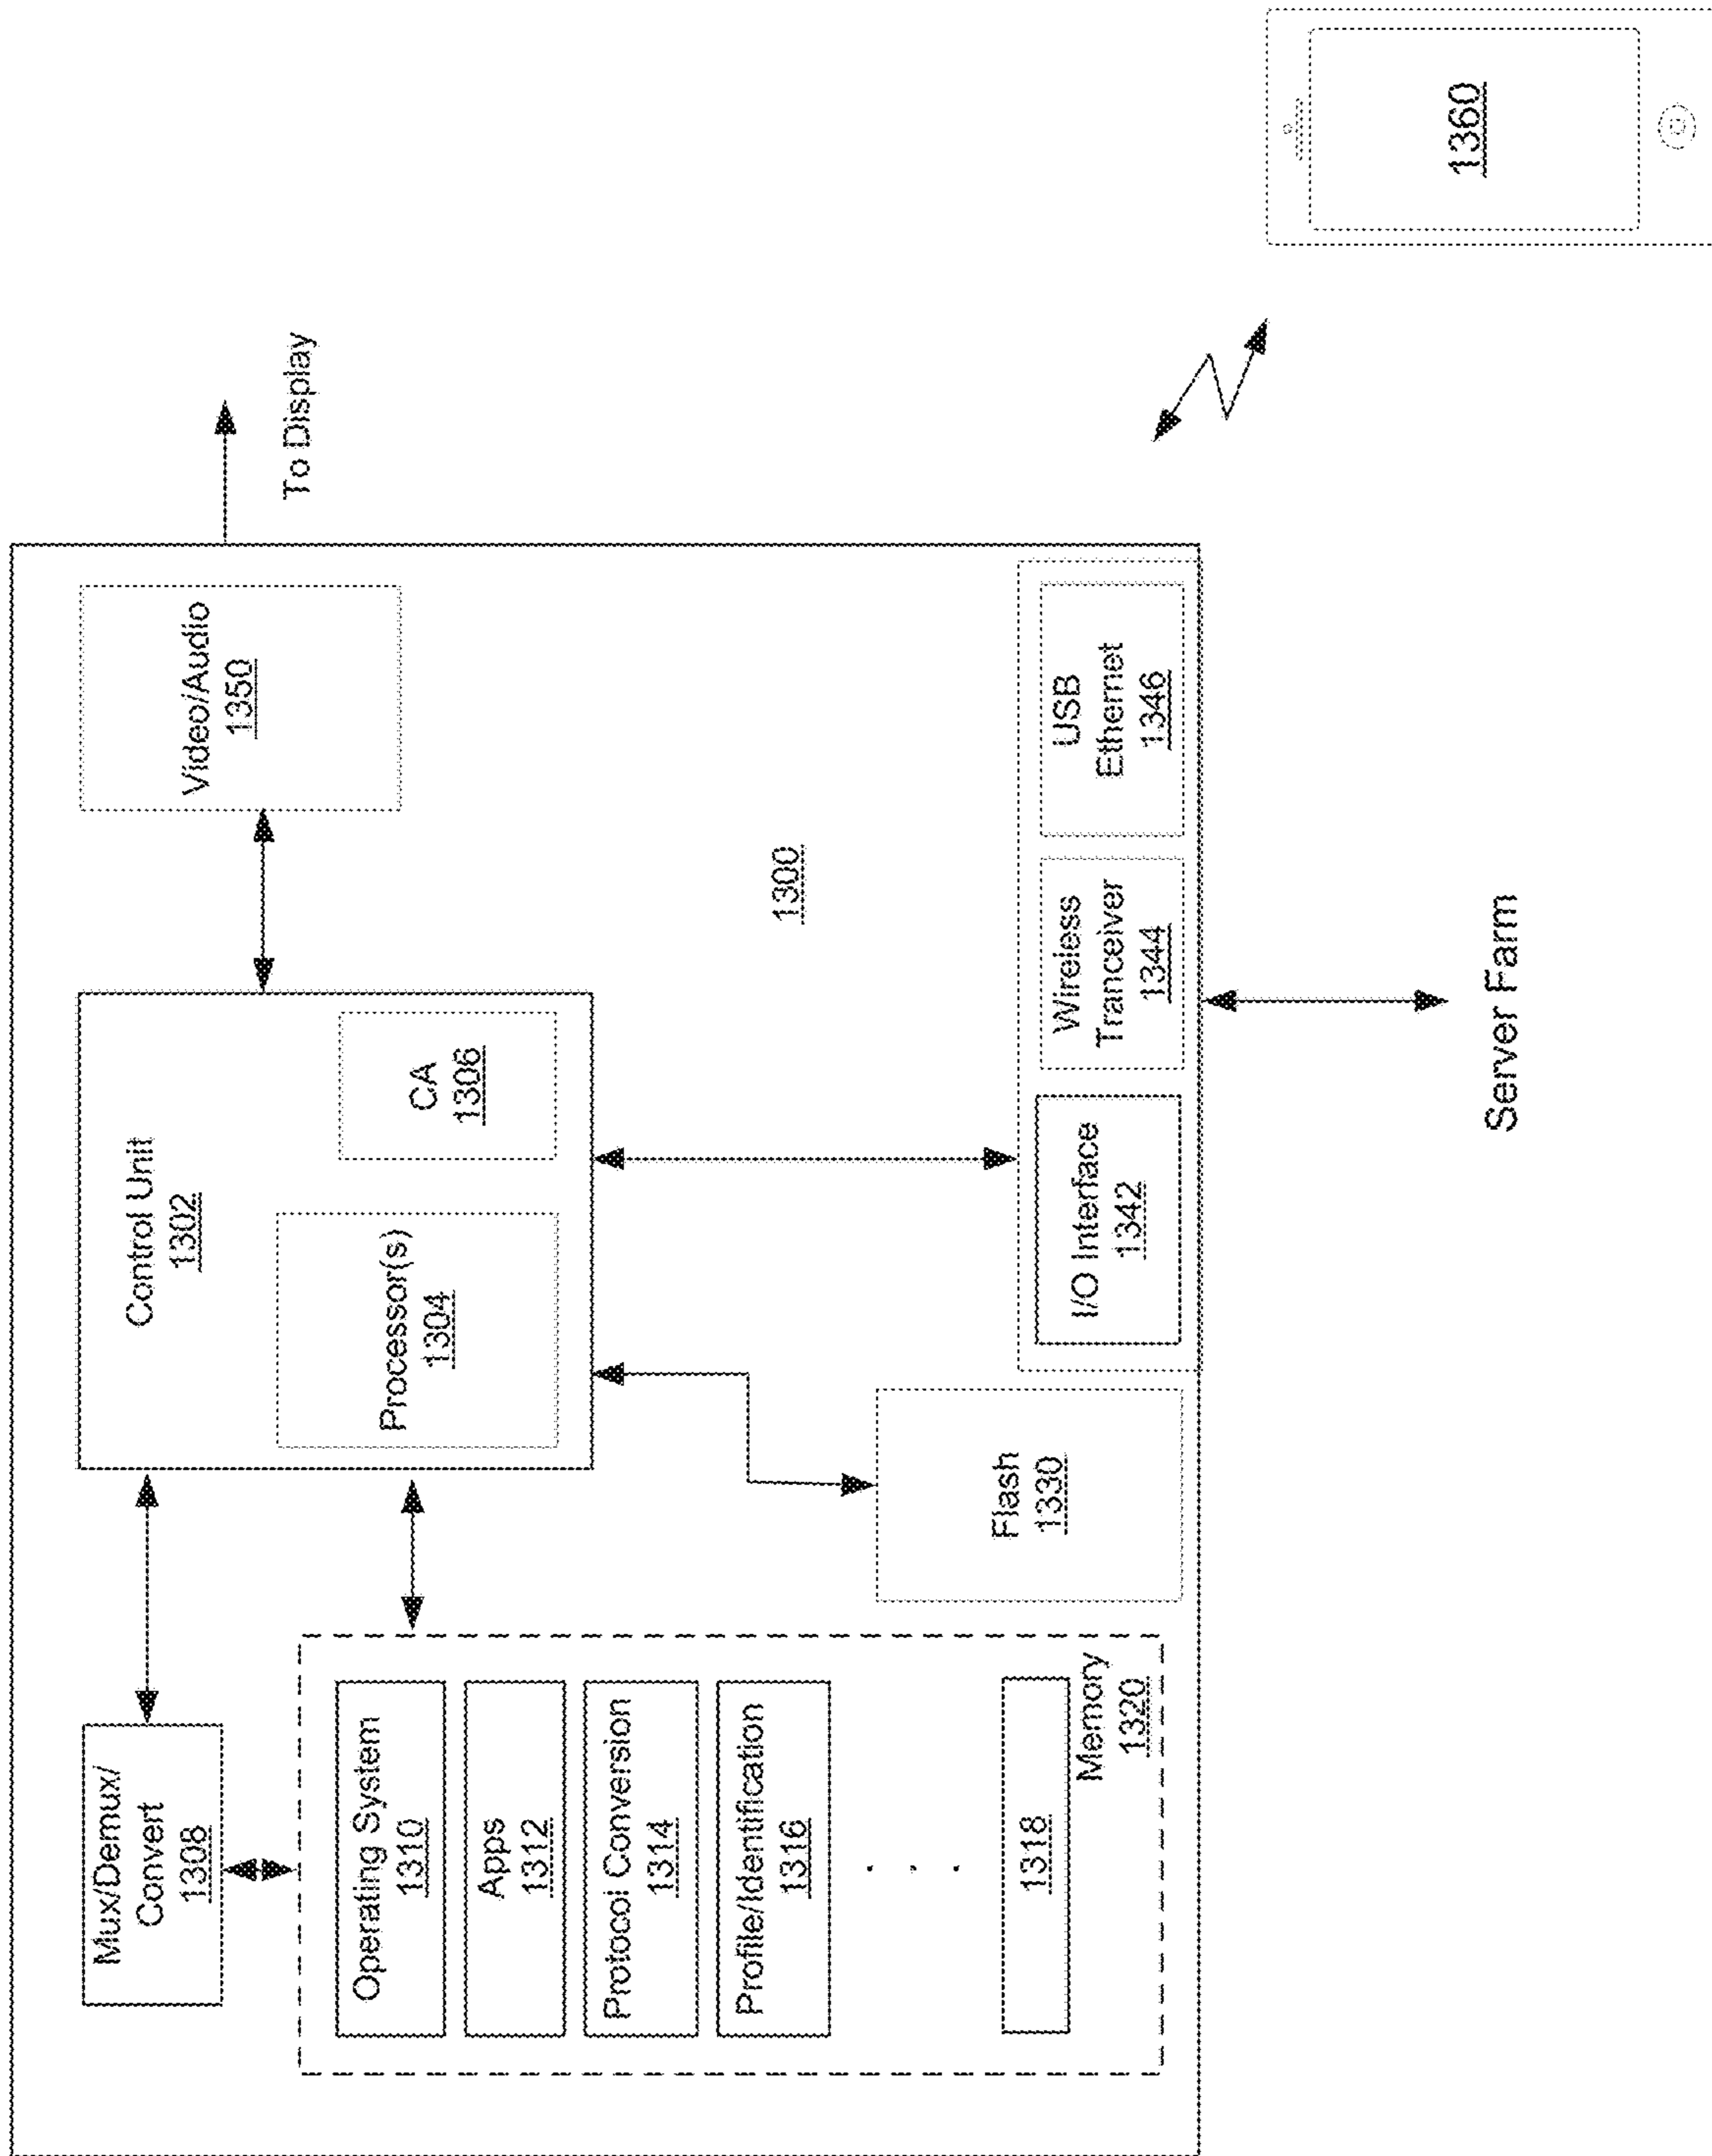 Mux/Demux/
Convert
1308
Control Unit
1302
Processor(s)
1304
CA
1306
Video/Audio
1350
To Display
Operating System
1310
Apps
1312
Protocol Conversion
1314
Profile/Identification
1316
. . .
1318
Memory
1320
Flash
1330
1300
I/O Interface
1342
Wireless
Tranceiver
1344
USB
Ethernet
1346
Server Farm
1360